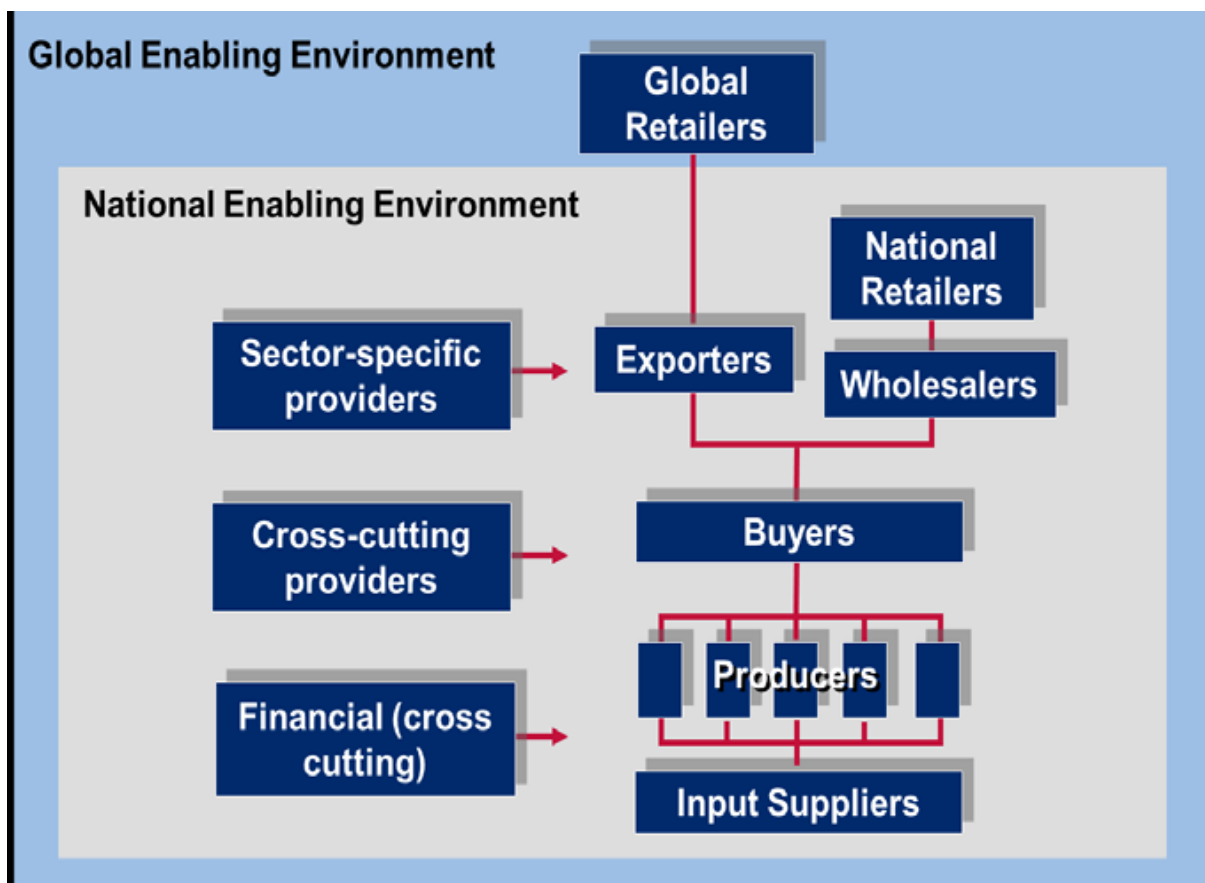 Global Enabling Environment
Global
Retailers
National Enabling Environment
National
Retailers
Sector-specific
providers
Exporters
Wholesalers
Cross-cutting
providers
Buyers
Producers
Financial (cross
cutting)
Input Suppliers